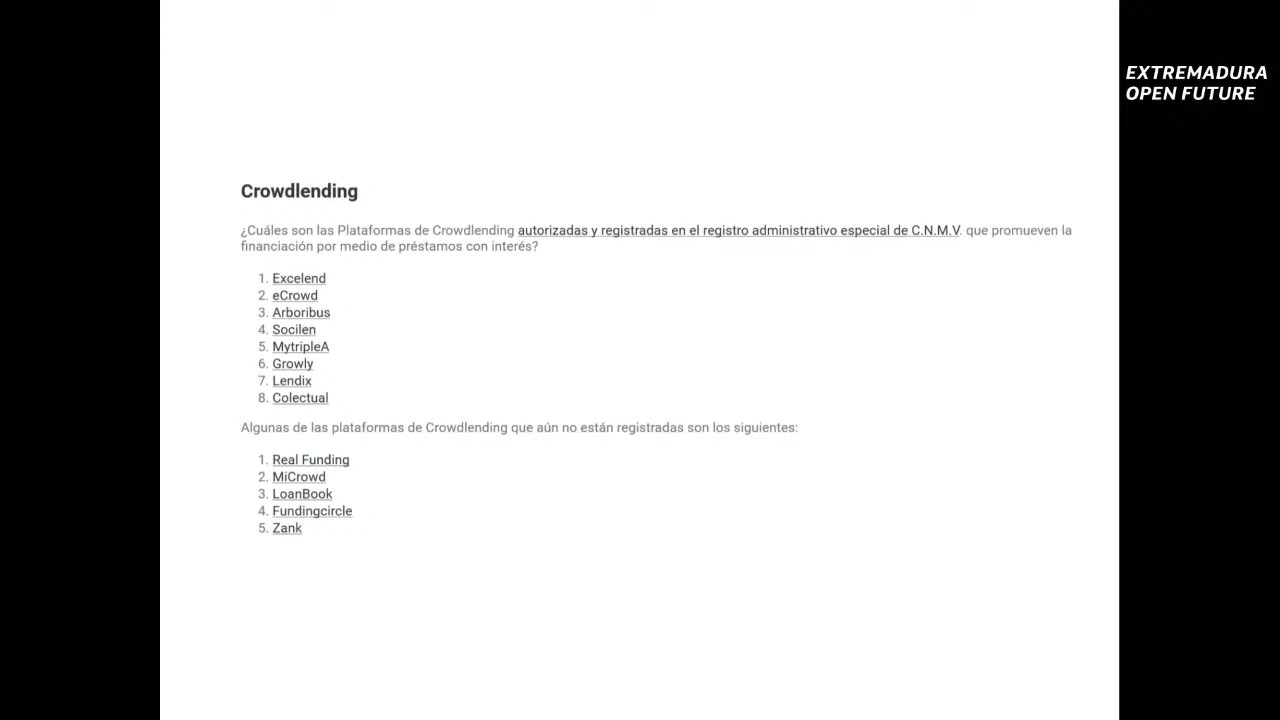 EXTREMADURA
OPEN FUTURE
Crowdlending
¿Cuáles son las Plataformas de Crowdlending autorizadas y registradas en el registro administrativo especial de C.N.M.V. que promueven la
financiación por medio de préstamos con interés?
1. Excelend
2. eCrowd
3. Arboribus
4. Socilen
5. MytripleA
6. Growly
7. Lendix
8. Colectual
Algunas de las plataformas de Crowdlending que aún no están registradas son los siguientes:
1. Real Funding
2. MiCrowd
3. LoanBook
4. Fundingcircle
5. Zank